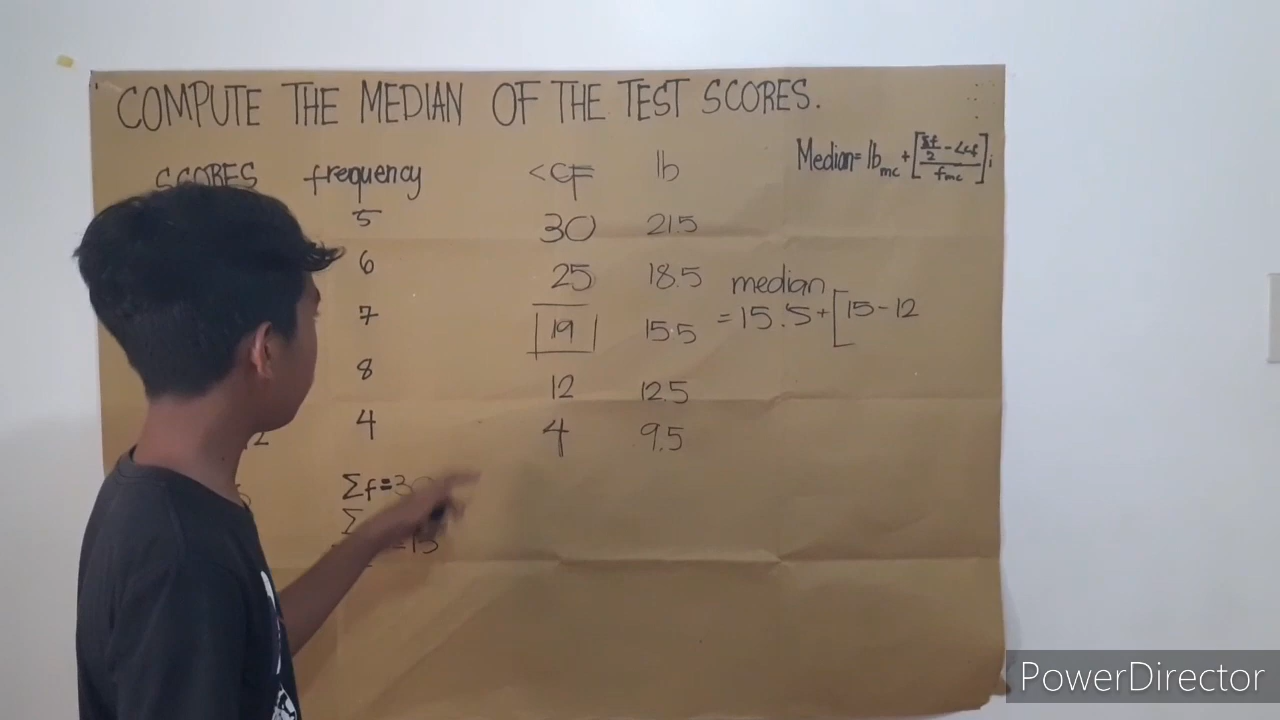 COMPUTE THE MEDIAN OF THE TEST SCORES.
SCORES frequency <CF lb
Median= lb mc + [ Σf/2 - <cf / fmc ] i
5 30 21.5
6 25 18.5
7 19 15.5
8 12 12.5
4 4 9.5
median
= 15.5 + [ 15 - 12
Σf = 30
Σ
= 15
PowerDirector